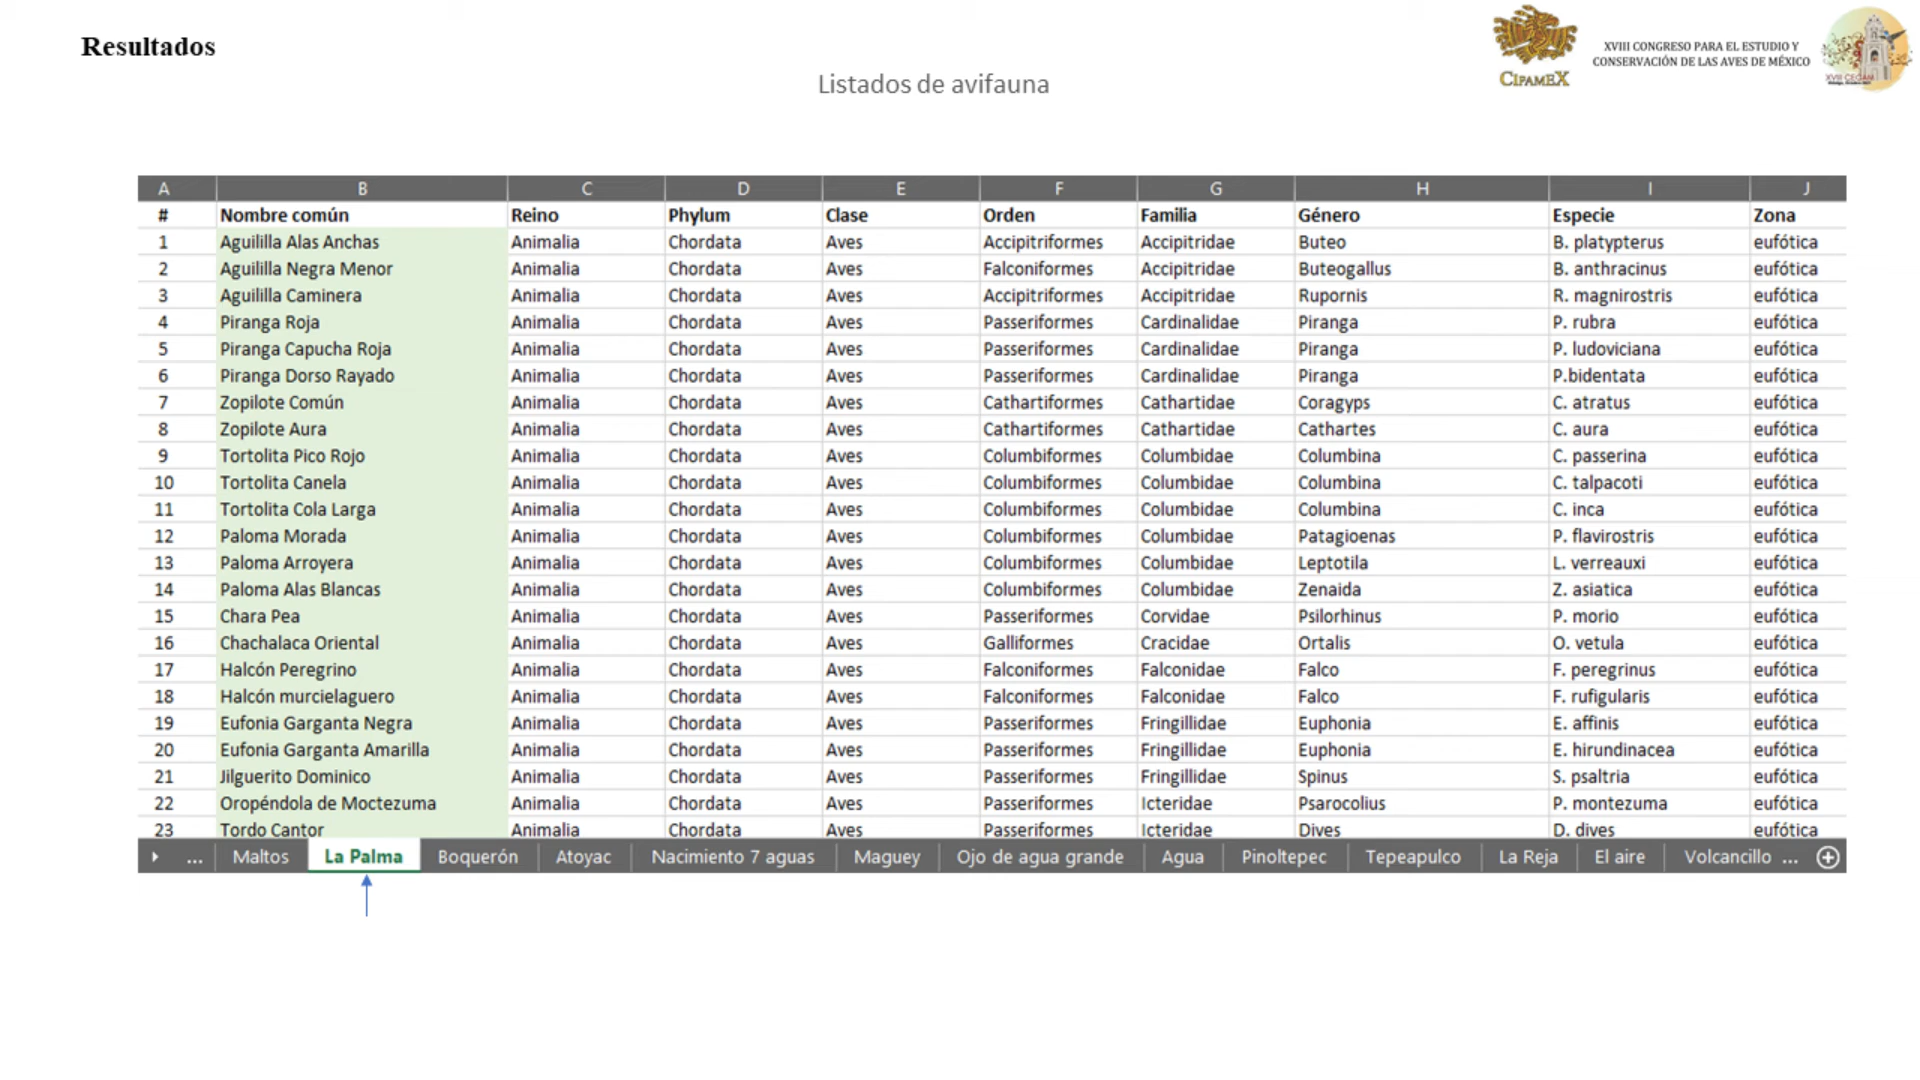 Resultados
CIPAMEX
XVIII CONGRESO PARA EL ESTUDIO Y
CONSERVACIÓN DE LAS AVES DE MÉXICO
XVIII CECAM
Listados de avifauna
A B C D E F G H I J
# Nombre común Reino Phylum Clase Orden Familia Género Especie Zona
1 Aguililla Alas Anchas Animalia Chordata Aves Accipitriformes Accipitridae Buteo B. platypterus eufótica
2 Aguililla Negra Menor Animalia Chordata Aves Falconiformes Accipitridae Buteogallus B. anthracinus eufótica
3 Aguililla Caminera Animalia Chordata Aves Accipitriformes Accipitridae Rupornis R. magnirostris eufótica
4 Piranga Roja Animalia Chordata Aves Passeriformes Cardinalidae Piranga P. rubra eufótica
5 Piranga Capucha Roja Animalia Chordata Aves Passeriformes Cardinalidae Piranga P. ludoviciana eufótica
6 Piranga Dorso Rayado Animalia Chordata Aves Passeriformes Cardinalidae Piranga P.bidentata eufótica
7 Zopilote Común Animalia Chordata Aves Cathartiformes Cathartidae Coragyps C. atratus eufótica
8 Zopilote Aura Animalia Chordata Aves Cathartiformes Cathartidae Cathartes C. aura eufótica
9 Tortolita Pico Rojo Animalia Chordata Aves Columbiformes Columbidae Columbina C. passerina eufótica
10 Tortolita Canela Animalia Chordata Aves Columbiformes Columbidae Columbina C. talpacoti eufótica
11 Tortolita Cola Larga Animalia Chordata Aves Columbiformes Columbidae Columbina C. inca eufótica
12 Paloma Morada Animalia Chordata Aves Columbiformes Columbidae Patagioenas P. flavirostris eufótica
13 Paloma Arroyera Animalia Chordata Aves Columbiformes Columbidae Leptotila L. verreauxi eufótica
14 Paloma Alas Blancas Animalia Chordata Aves Columbiformes Columbidae Zenaida Z. asiatica eufótica
15 Chara Pea Animalia Chordata Aves Passeriformes Corvidae Psilorhinus P. morio eufótica
16 Chachalaca Oriental Animalia Chordata Aves Galliformes Cracidae Ortalis O. vetula eufótica
17 Halcón Peregrino Animalia Chordata Aves Falconiformes Falconidae Falco F. peregrinus eufótica
18 Halcón murcielaguero Animalia Chordata Aves Falconiformes Falconidae Falco F. rufigularis eufótica
19 Eufonia Garganta Negra Animalia Chordata Aves Passeriformes Fringillidae Euphonia E. affinis eufótica
20 Eufonia Garganta Amarilla Animalia Chordata Aves Passeriformes Fringillidae Euphonia E. hirundinacea eufótica
21 Jilguerito Dominico Animalia Chordata Aves Passeriformes Fringillidae Spinus S. psaltria eufótica
22 Oropéndola de Moctezuma Animalia Chordata Aves Passeriformes Icteridae Psarocolius P. montezuma eufótica
23 Tordo Cantor Animalia Chordata Aves Passeriformes Icteridae Dives D. dives eufótica
... Maltos La Palma Boquerón Atoyac Nacimiento 7 aguas Maguey Ojo de agua grande Agua Pinoltepec Tepeapulco La Reja El aire Volcancillo ...